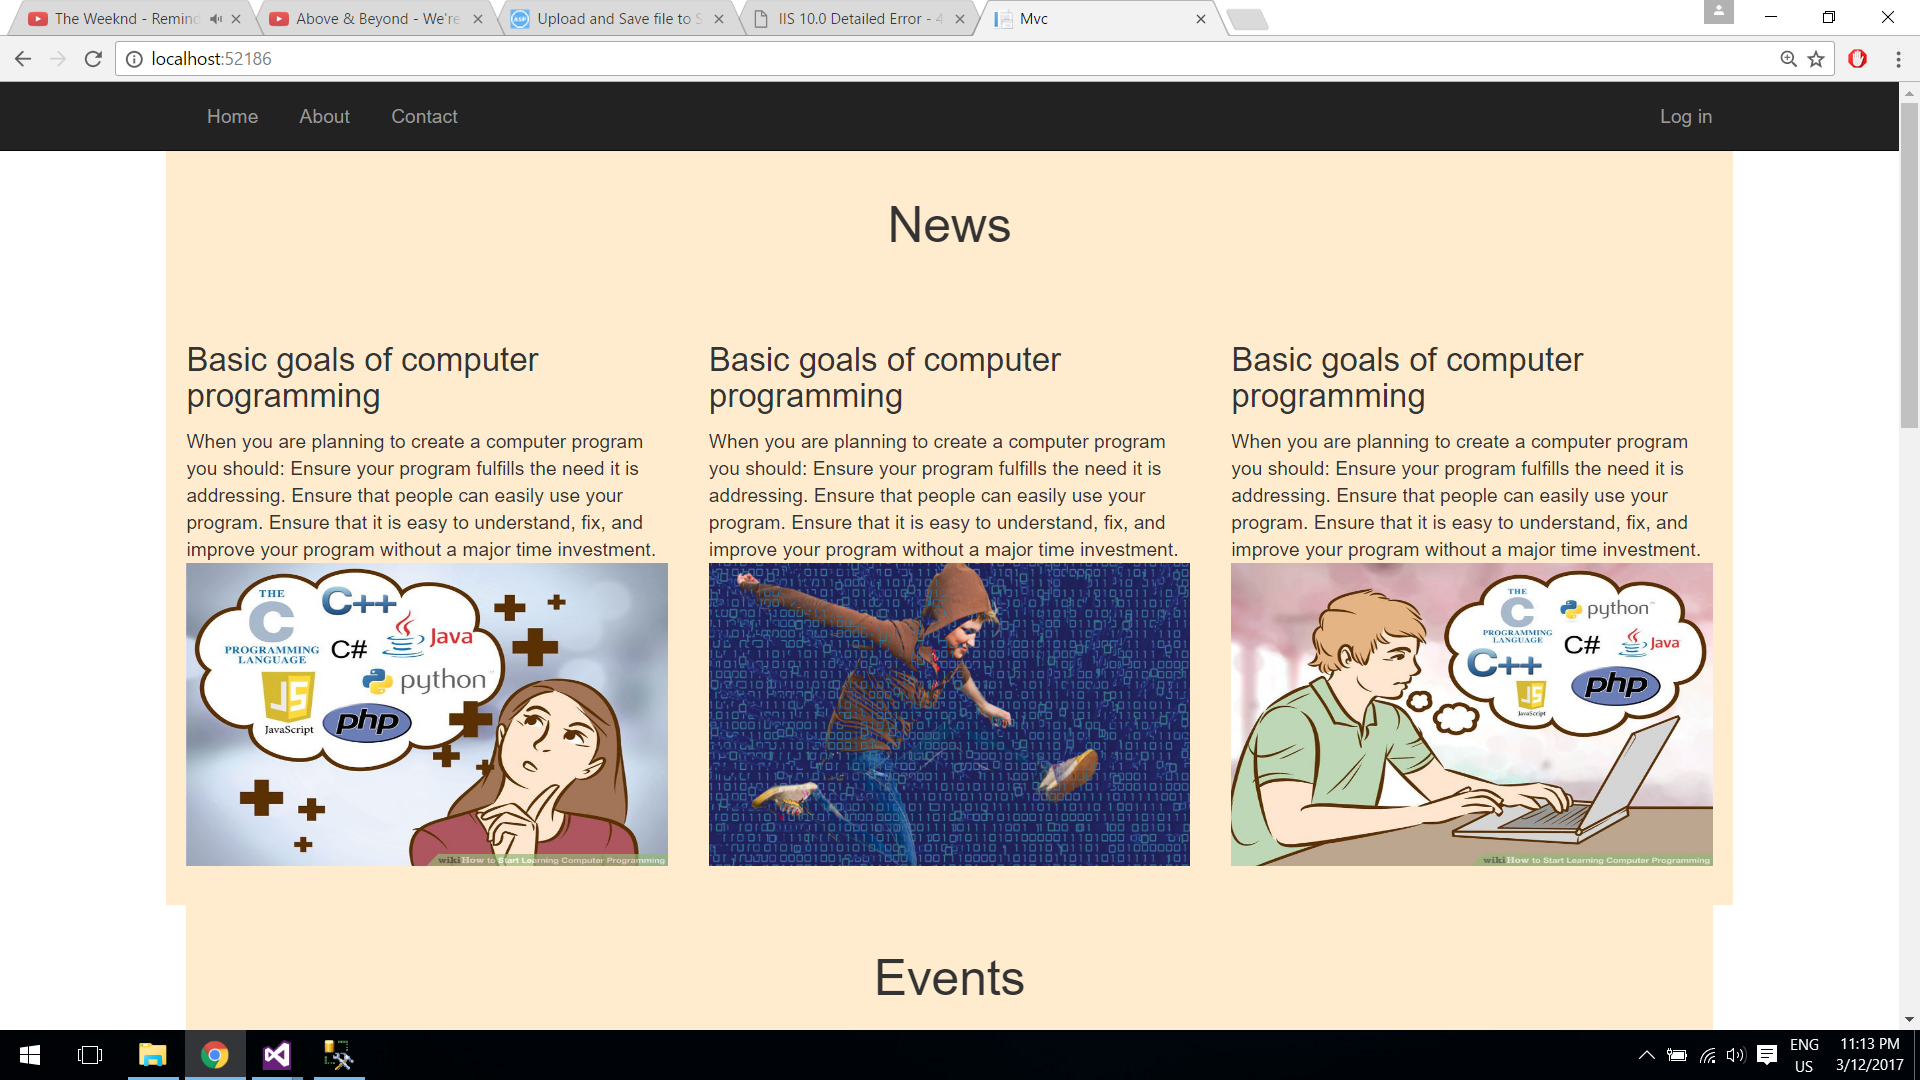 The Weeknd - Remind
Above & Beyond - We're
Upload and Save file to S
IIS 10.0 Detailed Error - 4
Mvc
localhost:52186
Home About Contact Log in
News
Basic goals of computer
programming
When you are planning to create a computer program
you should: Ensure your program fulfills the need it is
addressing. Ensure that people can easily use your
program. Ensure that it is easy to understand, fix, and
improve your program without a major time investment.
THE
C
PROGRAMMING
LANGUAGE
C++
C#
Java
python
JS
JavaScript
php
wikiHow to Start Learning Computer Programming
Basic goals of computer
programming
When you are planning to create a computer program
you should: Ensure your program fulfills the need it is
addressing. Ensure that people can easily use your
program. Ensure that it is easy to understand, fix, and
improve your program without a major time investment.
Basic goals of computer
programming
When you are planning to create a computer program
you should: Ensure your program fulfills the need it is
addressing. Ensure that people can easily use your
program. Ensure that it is easy to understand, fix, and
improve your program without a major time investment.
THE
C
PROGRAMMING
LANGUAGE
python
C#
Java
C++
JS
JavaScript
php
wikiHow to Start Learning Computer Programming
Events
ENG
US
11:13 PM
3/12/2017